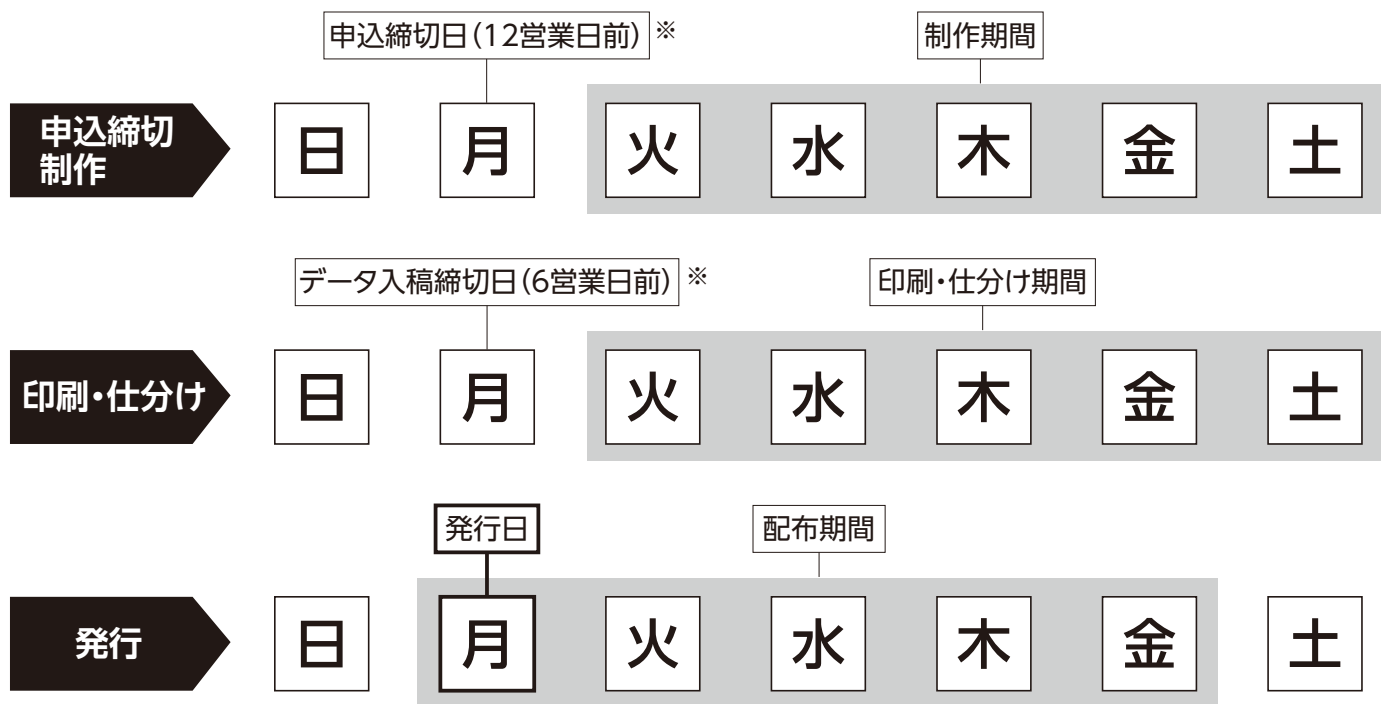 申込締切日(12営業日前)※
制作期間
申込締切
制作
日 月 火 水 木 金 土
データ入稿締切日(6営業日前)※
印刷・仕分け期間
印刷・仕分け
日 月 火 水 木 金 土
発行日
配布期間
発行
日 月 火 水 木 金 土